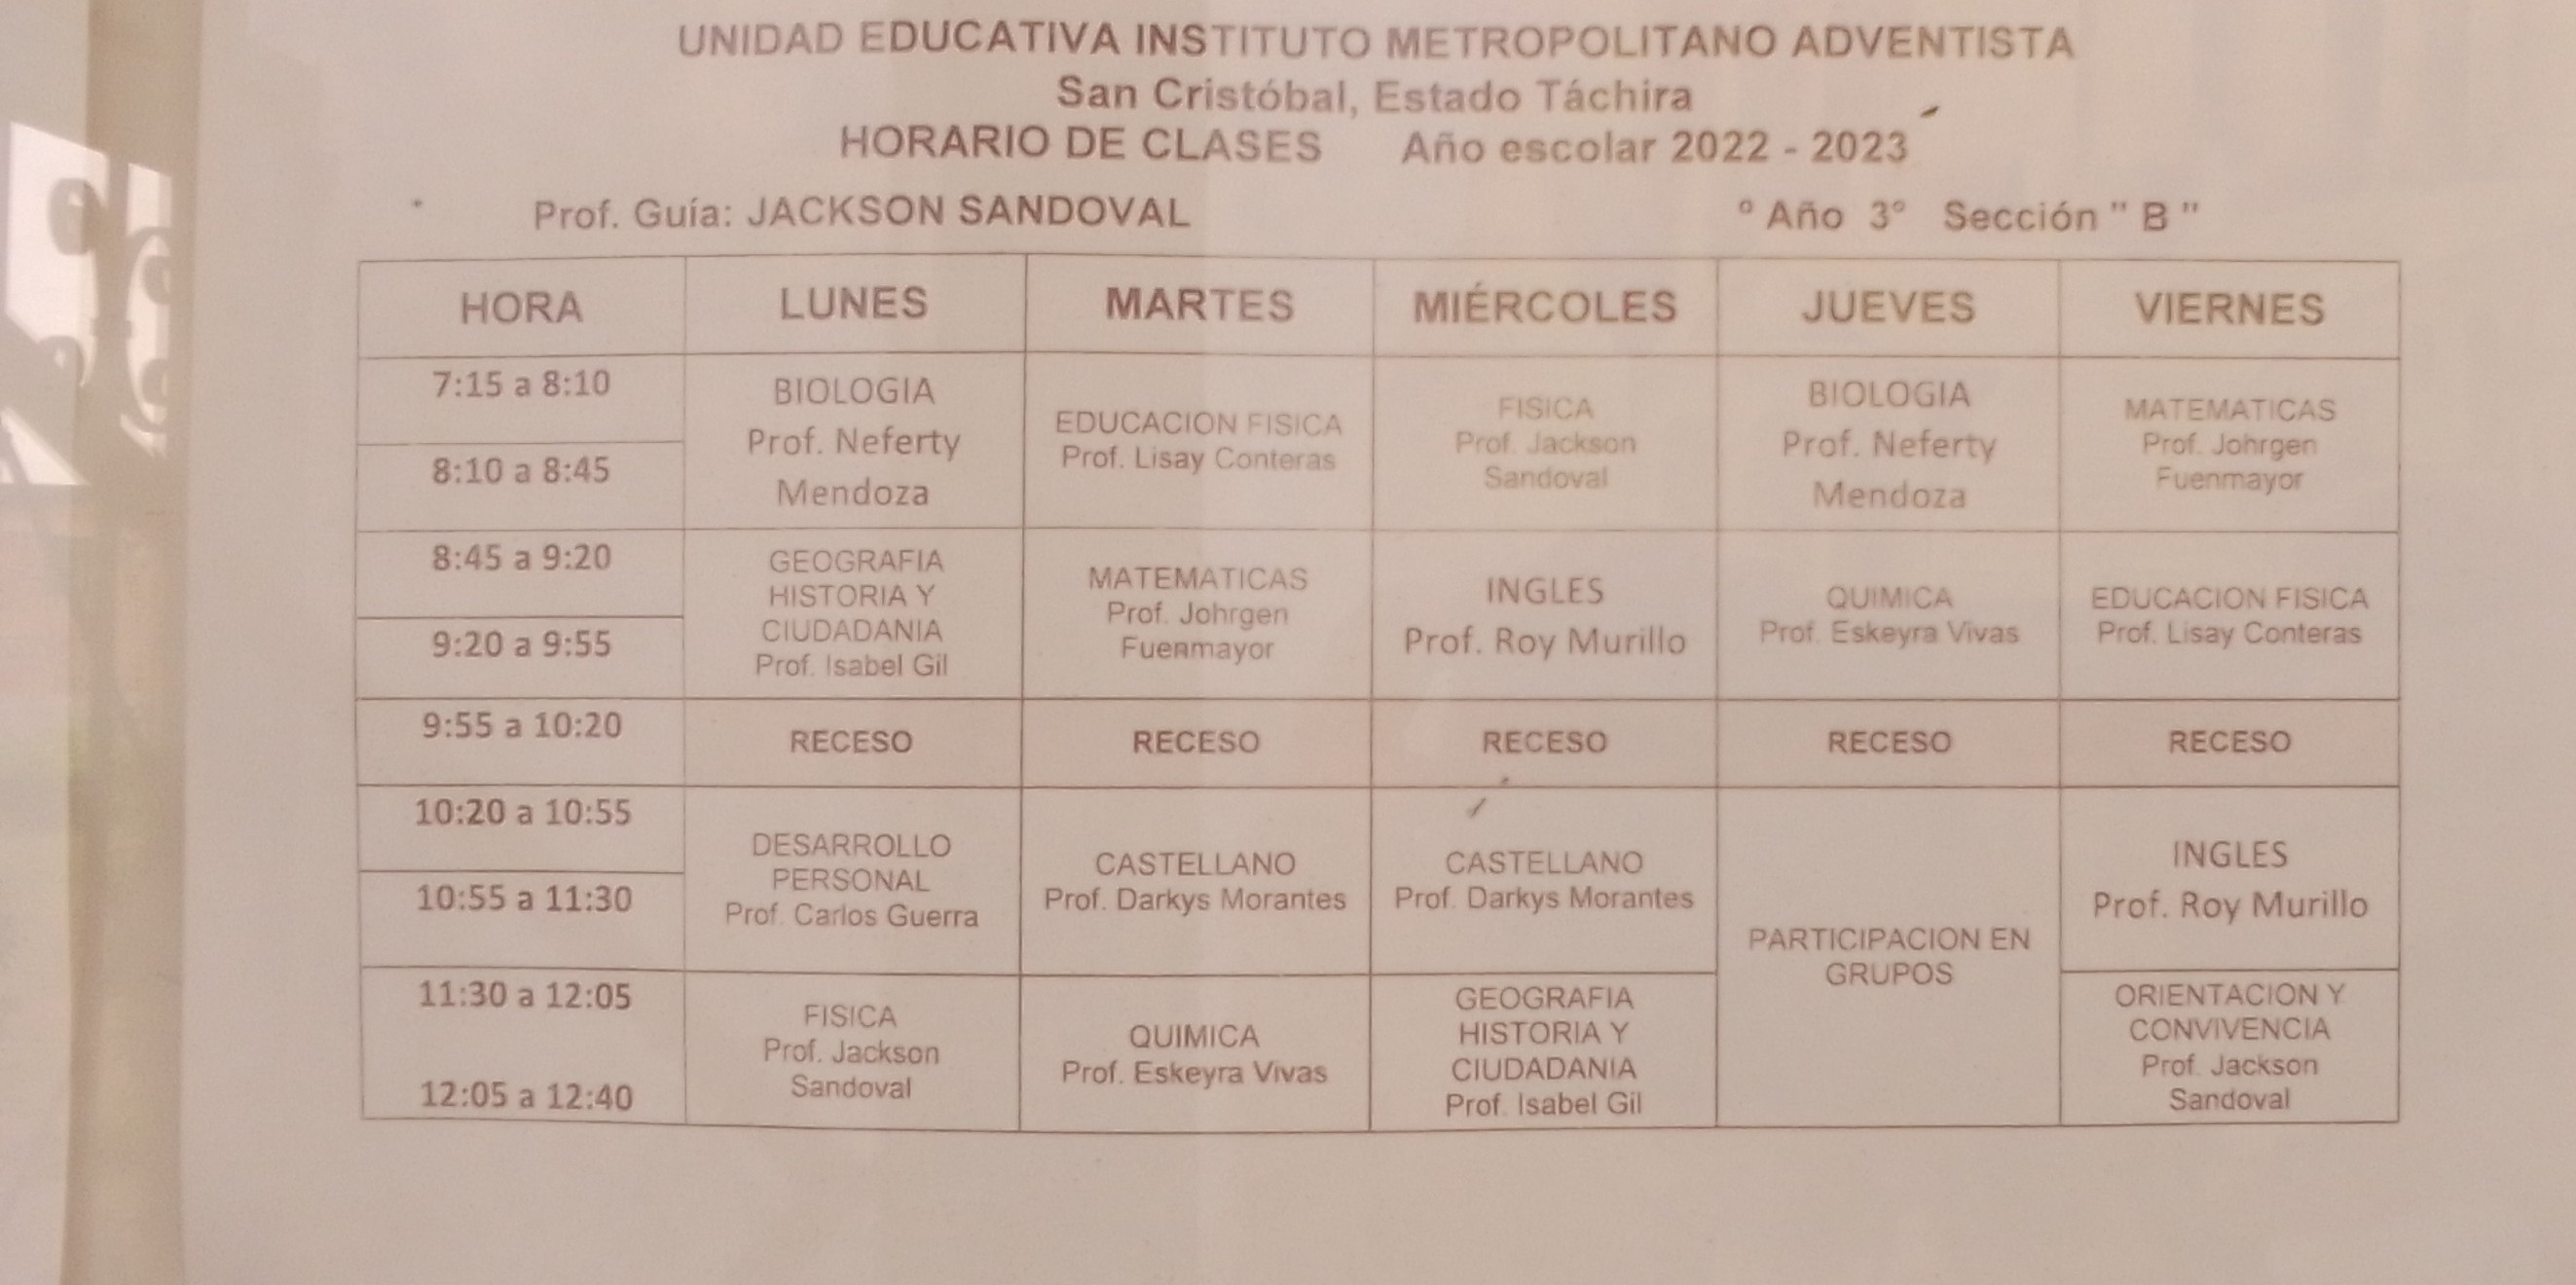 UNIDAD EDUCATIVA INSTITUTO METROPOLITANO ADVENTISTA
San Cristóbal, Estado Táchira
HORARIO DE CLASES Año escolar 2022 - 2023
Prof. Guía: JACKSON SANDOVAL º Año 3° Sección " B "
HORA LUNES MARTES MIÉRCOLES JUEVES VIERNES
7:15 a 8:10
8:10 a 8:45
BIOLOGIA
Prof. Neferty
Mendoza
EDUCACION FISICA
Prof. Lisay Conteras
FISICA
Prof. Jackson
Sandoval
BIOLOGIA
Prof. Neferty
Mendoza
MATEMATICAS
Prof. Johrgen
Fuenmayor
8:45 a 9:20
9:20 a 9:55
GEOGRAFIA
HISTORIA Y
CIUDADANIA
Prof. Isabel Gil
MATEMATICAS
Prof. Johrgen
Fuenmayor
INGLES
Prof. Roy Murillo
QUIMICA
Prof. Eskeyra Vivas
EDUCACION FISICA
Prof. Lisay Conteras
9:55 a 10:20 RECESO RECESO RECESO RECESO RECESO
10:20 a 10:55
10:55 a 11:30
DESARROLLO
PERSONAL
Prof. Carlos Guerra
CASTELLANO
Prof. Darkys Morantes
CASTELLANO
Prof. Darkys Morantes
PARTICIPACION EN
GRUPOS
INGLES
Prof. Roy Murillo
11:30 a 12:05
12:05 a 12:40
FISICA
Prof. Jackson
Sandoval
QUIMICA
Prof. Eskeyra Vivas
GEOGRAFIA
HISTORIA Y
CIUDADANIA
Prof. Isabel Gil
ORIENTACION Y
CONVIVENCIA
Prof. Jackson
Sandoval